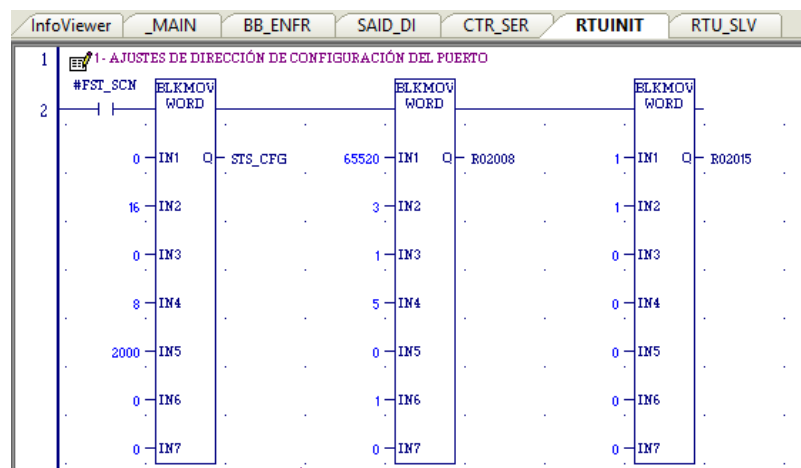 InfoViewer _MAIN BB_ENFR SAID_DI CTR_SER RTUINIT RTU_SLV
1 1- AJUSTES DE DIRECCIÓN DE CONFIGURACIÓN DEL PUERTO
#FST_SCN BLKMOV BLKMOV BLKMOV
2 WORD WORD WORD
0 IN1 Q STS_CFG 65520 IN1 Q R02008 1 IN1 Q R02015
16 IN2 3 IN2 1 IN2
0 IN3 1 IN3 0 IN3
8 IN4 5 IN4 0 IN4
2000 IN5 0 IN5 0 IN5
0 IN6 1 IN6 0 IN6
0 IN7 0 IN7 0 IN7